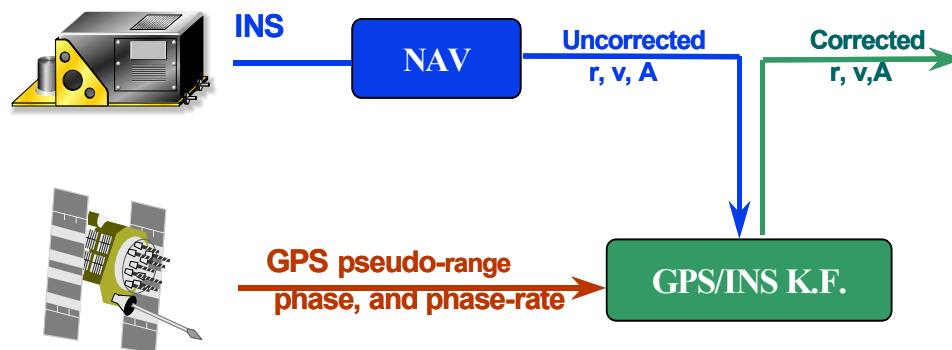 INS
NAV
Uncorrected
r, v, A
Corrected
r, v,A
GPS pseudo-range
phase, and phase-rate
GPS/INS K.F.